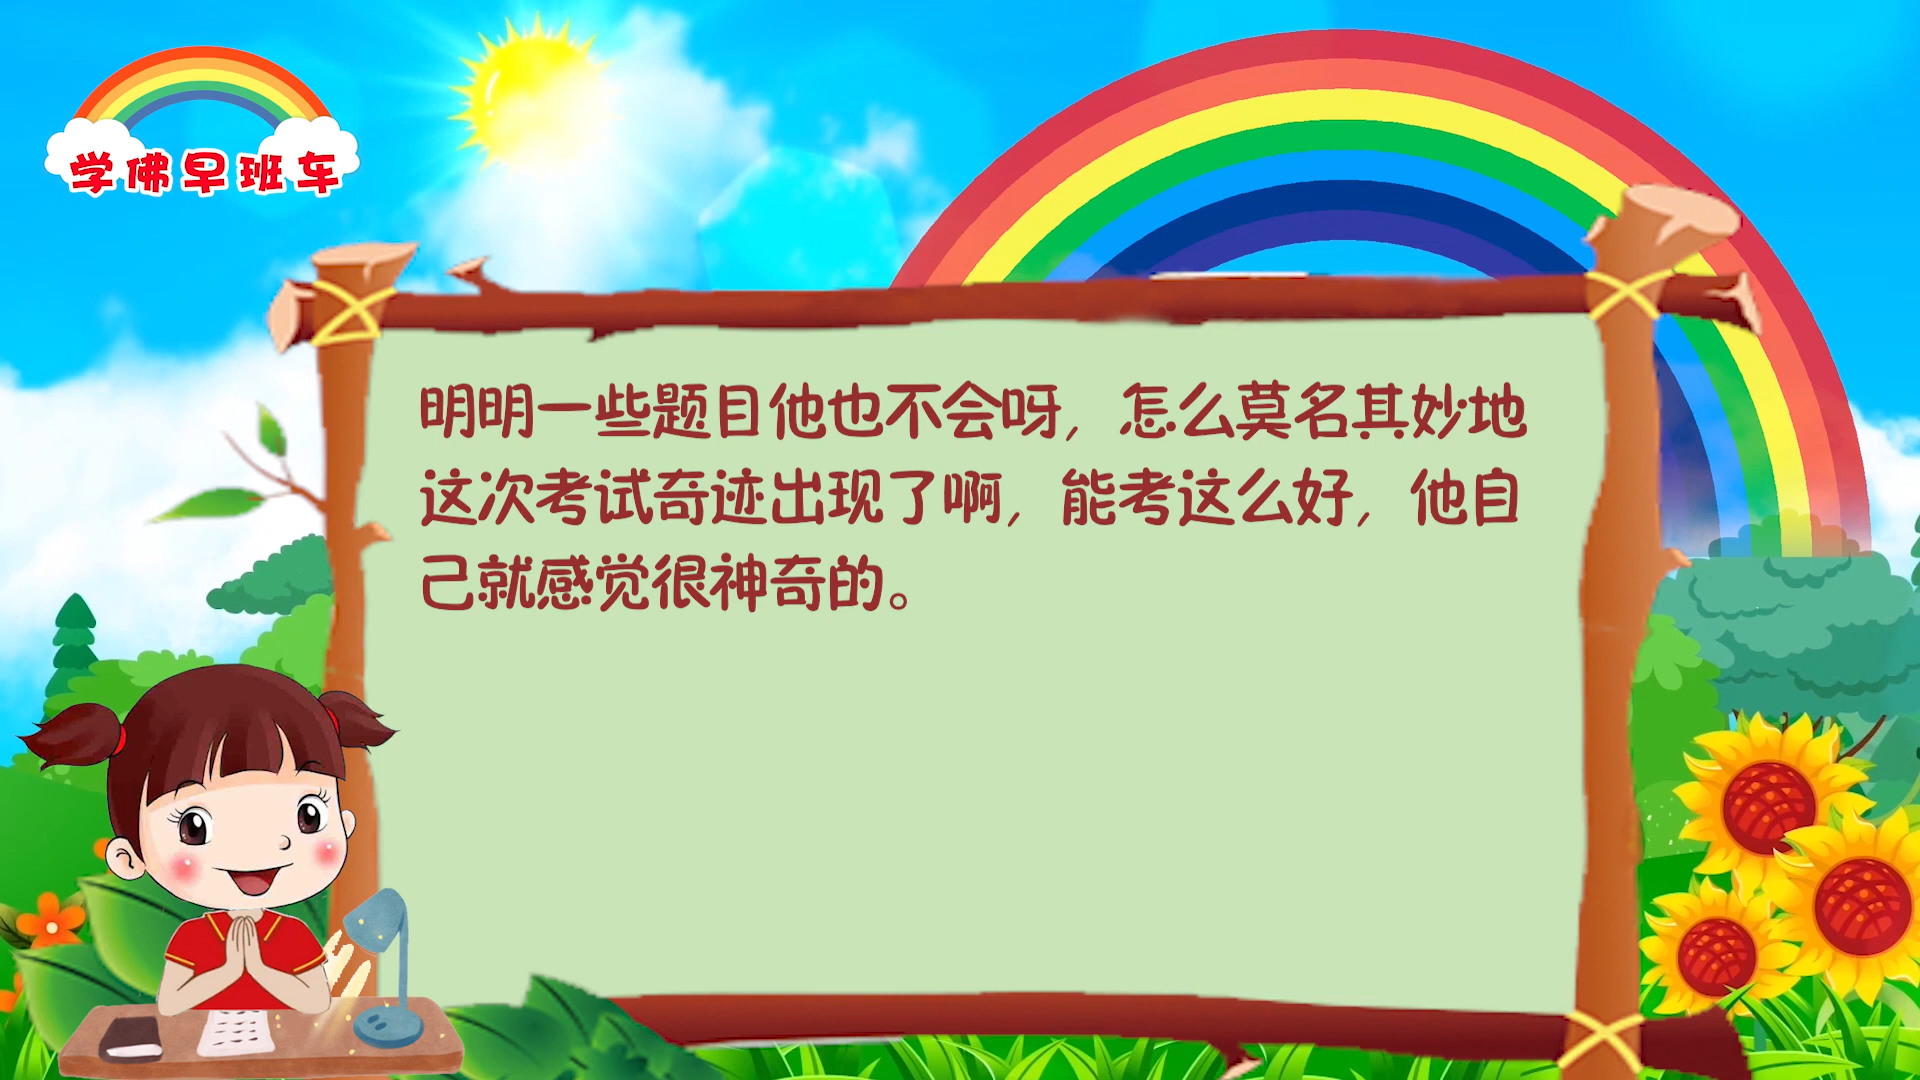 学佛早班车
明明一些题目他也不会呀，怎么莫名其妙地
这次考试奇迹出现了啊，能考这么好，他自
己就感觉很神奇的。